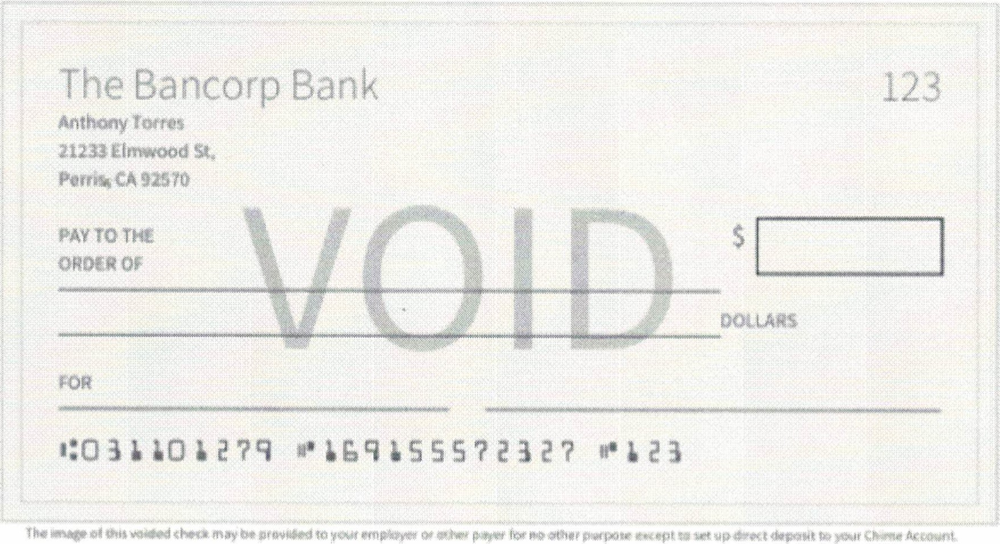 The Bancorp Bank
123
Anthony Torres
21233 Elmwood St,
Perris, CA 92570
PAY TO THE
ORDER OF
VOID
$
DOLLARS
FOR
⑆031101279 ⑈169155572327 ⑈123
The image of this voided check may be provided to your employer or other payer for no other purpose except to set up direct deposit to your Chime Account.